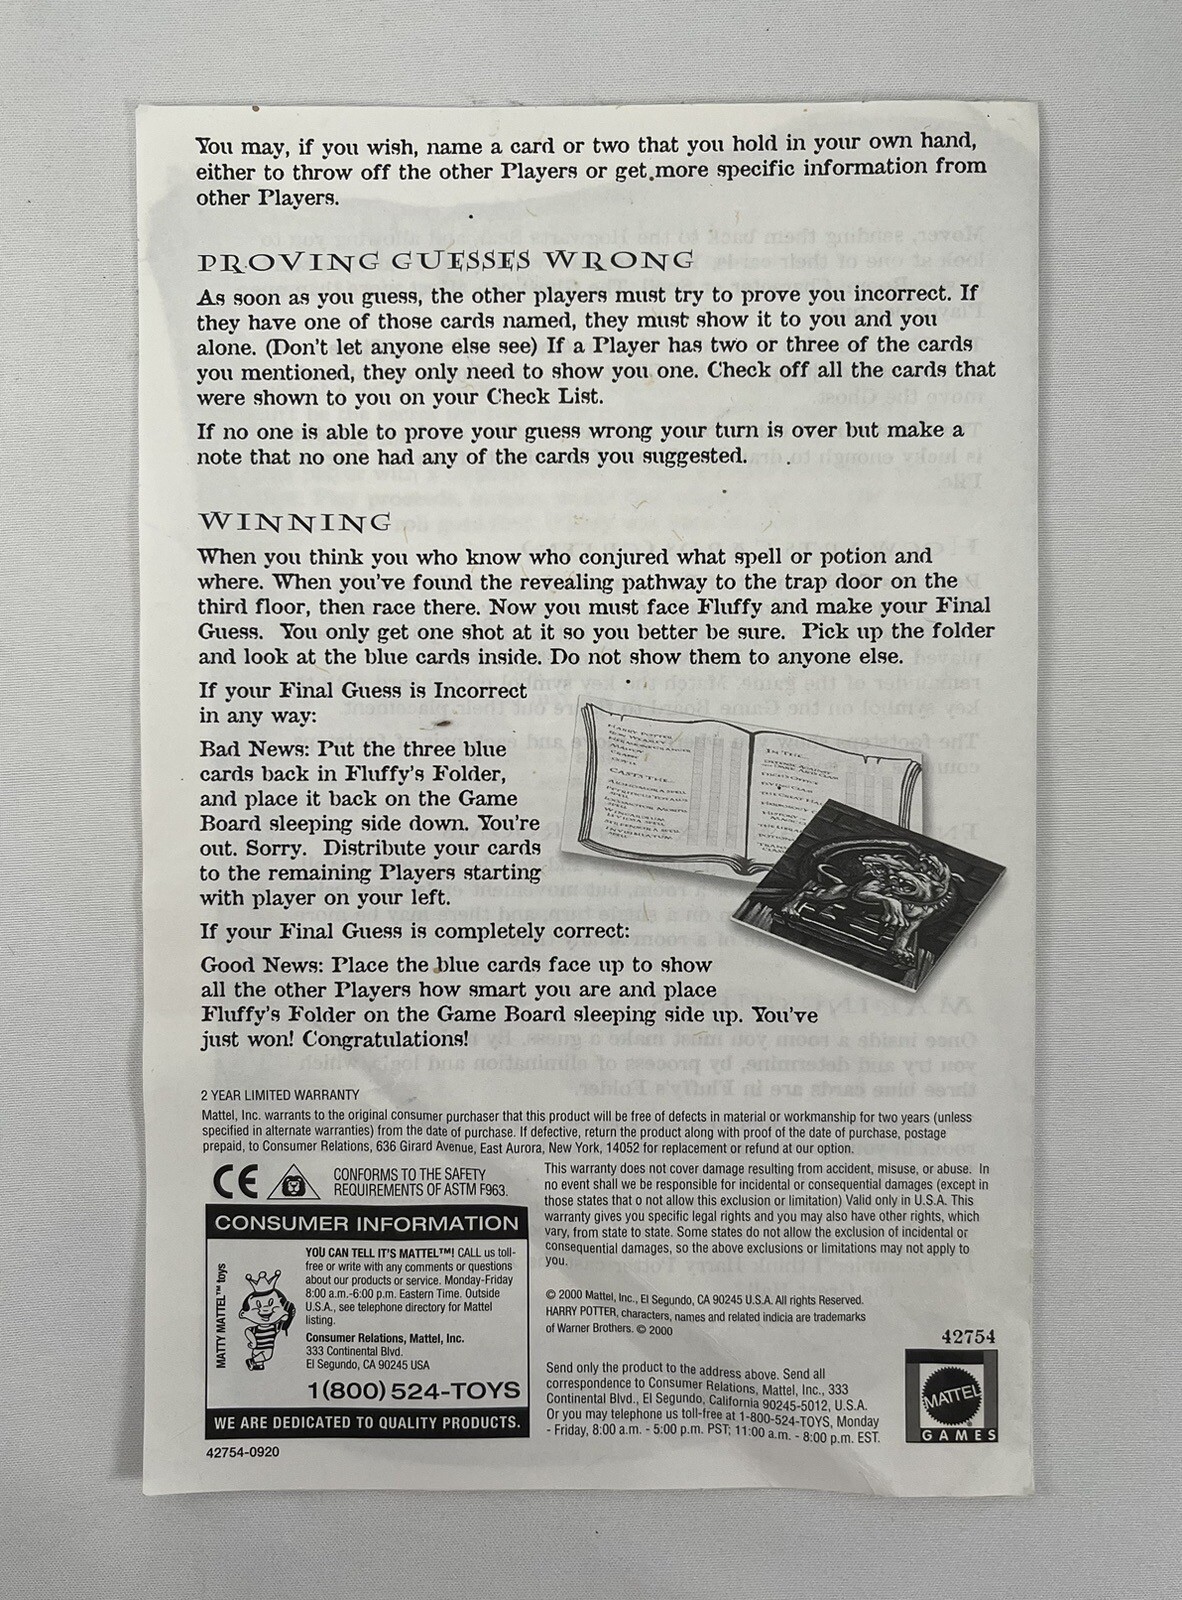 You may, if you wish, name a card or two that you hold in your own hand,
either to throw off the other Players or get more specific information from
other Players.
PROVING GUESSES WRONG
As soon as you guess, the other players must try to prove you incorrect. If
they have one of those cards named, they must show it to you and you
alone. (Don't let anyone else see) If a Player has two or three of the cards
you mentioned, they only need to show you one. Check off all the cards that
were shown to you on your Check List.
If no one is able to prove your guess wrong your turn is over but make a
note that no one had any of the cards you suggested.
WINNING
When you think you who know who conjured what spell or potion and
where. When you've found the revealing pathway to the trap door on the
third floor, then race there. Now you must face Fluffy and make your Final
Guess. You only get one shot at it so you better be sure. Pick up the folder
and look at the blue cards inside. Do not show them to anyone else.
If your Final Guess is Incorrect
in any way:
Bad News: Put the three blue
cards back in Fluffy's Folder,
and place it back on the Game
Board sleeping side down. You're
out. Sorry. Distribute your cards
to the remaining Players starting
with player on your left.
If your Final Guess is completely correct:
Good News: Place the blue cards face up to show
all the other Players how smart you are and place
Fluffy's Folder on the Game Board sleeping side up. You've
just won! Congratulations!
2 YEAR LIMITED WARRANTY
Mattel, Inc. warrants to the original consumer purchaser that this product will be free of defects in material or workmanship for two years (unless
specified in alternate warranties) from the date of purchase. If defective, return the product along with proof of the date of purchase, postage
prepaid, to Consumer Relations, 636 Girard Avenue, East Aurora, New York, 14052 for replacement or refund at our option.
CE
CONFORMS TO THE SAFETY
REQUIREMENTS OF ASTM F963.
CONSUMER INFORMATION
MATTY MATTEL™ toys
YOU CAN TELL IT'S MATTEL™! CALL us toll-
free or write with any comments or questions
about our products or service. Monday-Friday
8:00 a.m.-6:00 p.m. Eastern Time. Outside
U.S.A., see telephone directory for Mattel
listing.
Consumer Relations, Mattel, Inc.
333 Continental Blvd.
El Segundo, CA 90245 USA
1(800) 524-TOYS
WE ARE DEDICATED TO QUALITY PRODUCTS.
42754-0920
This warranty does not cover damage resulting from accident, misuse, or abuse. In
no event shall we be responsible for incidental or consequential damages (except in
those states that o not allow this exclusion or limitation) Valid only in U.S.A. This
warranty gives you specific legal rights and you may also have other rights, which
vary, from state to state. Some states do not allow the exclusion of incidental or
consequential damages, so the above exclusions or limitations may not apply to
you.
© 2000 Mattel, Inc., El Segundo, CA 90245 U.S.A. All rights Reserved.
HARRY POTTER, characters, names and related indicia are trademarks
of Warner Brothers. © 2000
Send only the product to the address above. Send all
correspondence to Consumer Relations, Mattel, Inc., 333
Continental Blvd., El Segundo, California 90245-5012, U.S.A.
Or you may telephone us toll-free at 1-800-524-TOYS, Monday
- Friday, 8:00 a.m. - 5:00 p.m. PST; 11:00 a.m. - 8:00 p.m. EST.
42754
MATTEL
GAMES